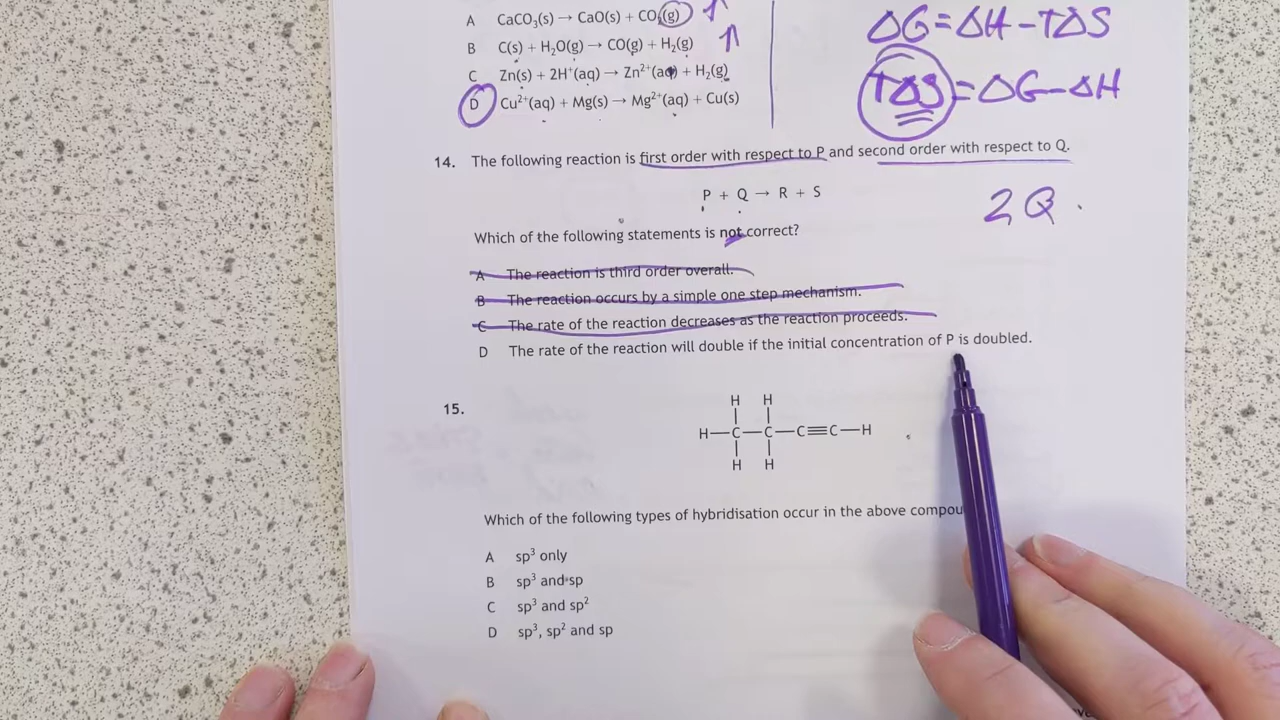 A CaCO₃(s) → CaO(s) + CO₂(g) ↑
B C(s) + H₂O(g) → CO(g) + H₂(g) ↑
C Zn(s) + 2H⁺(aq) → Zn²⁺(aq) + H₂(g)
D Cu²⁺(aq) + Mg(s) → Mg²⁺(aq) + Cu(s)
ΔG = ΔH - TΔS
TΔS = ΔG - ΔH
14. The following reaction is first order with respect to P and second order with respect to Q.
P + Q → R + S
2Q
Which of the following statements is not correct?
A The reaction is third order overall.
B The reaction occurs by a simple one step mechanism.
C The rate of the reaction decreases as the reaction proceeds.
D The rate of the reaction will double if the initial concentration of P is doubled.
15.
H H
H—C—C—C≡C—H
H H
Which of the following types of hybridisation occur in the above
A sp³ only
B sp³ and sp
C sp³ and sp²
D sp³, sp² and sp